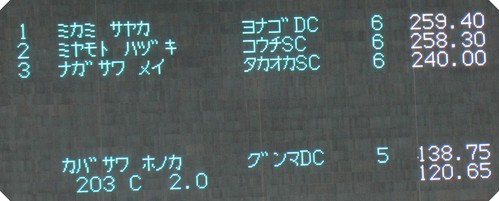 1 ミカミ サヤカ ヨナゴDC 6 259.40
2 ミヤモト ハヅキ コウチSC 6 258.30
3 ナガサワ メイ タカオカSC 6 240.00
カバサワ ホノカ グンマDC 5 138.75
203 C 2.0 120.65